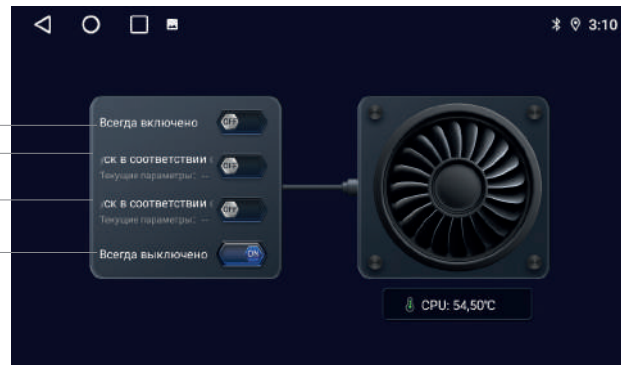 3:10
Всегда включено
OFF
ск в соответствии
OFF
Текущие параметры: --
ск в соответствии
OFF
Текущие параметры: --
Всегда выключено
ON
CPU: 54,50°C